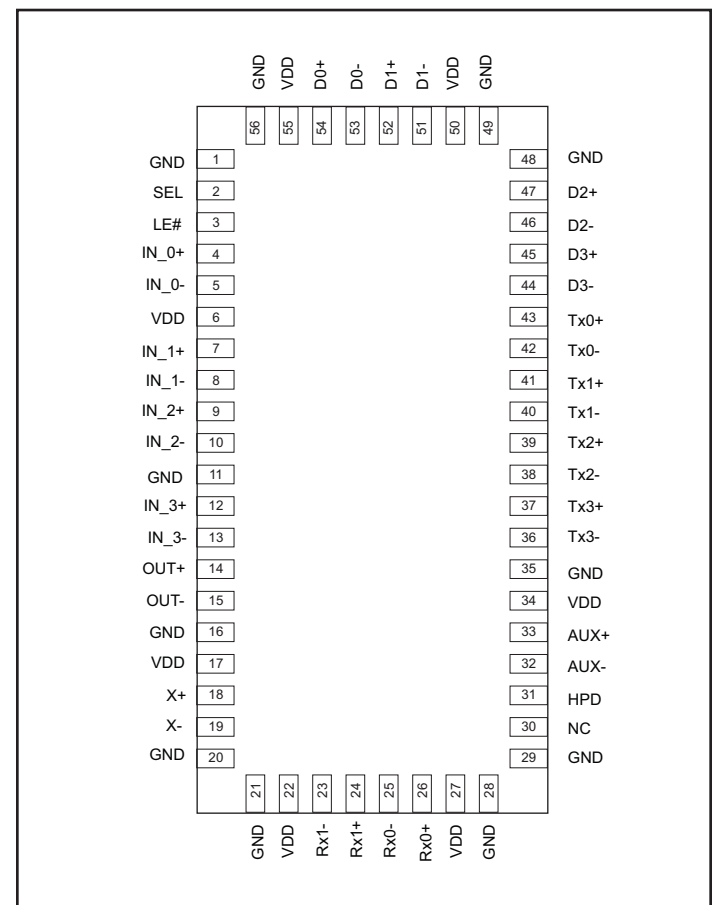 GND VDD D0+ D0- D1+ D1- VDD GND
56 55 54 53 52 51 50 49
GND 1 48 GND
SEL 2 47 D2+
LE# 3 46 D2-
IN_0+ 4 45 D3+
IN_0- 5 44 D3-
VDD 6 43 Tx0+
IN_1+ 7 42 Tx0-
IN_1- 8 41 Tx1+
IN_2+ 9 40 Tx1-
IN_2- 10 39 Tx2+
GND 11 38 Tx2-
IN_3+ 12 37 Tx3+
IN_3- 13 36 Tx3-
OUT+ 14 35 GND
OUT- 15 34 VDD
GND 16 33 AUX+
VDD 17 32 AUX-
X+ 18 31 HPD
X- 19 30 NC
GND 20 29 GND
21 22 23 24 25 26 27 28
GND VDD Rx1- Rx1+ Rx0- Rx0+ VDD GND